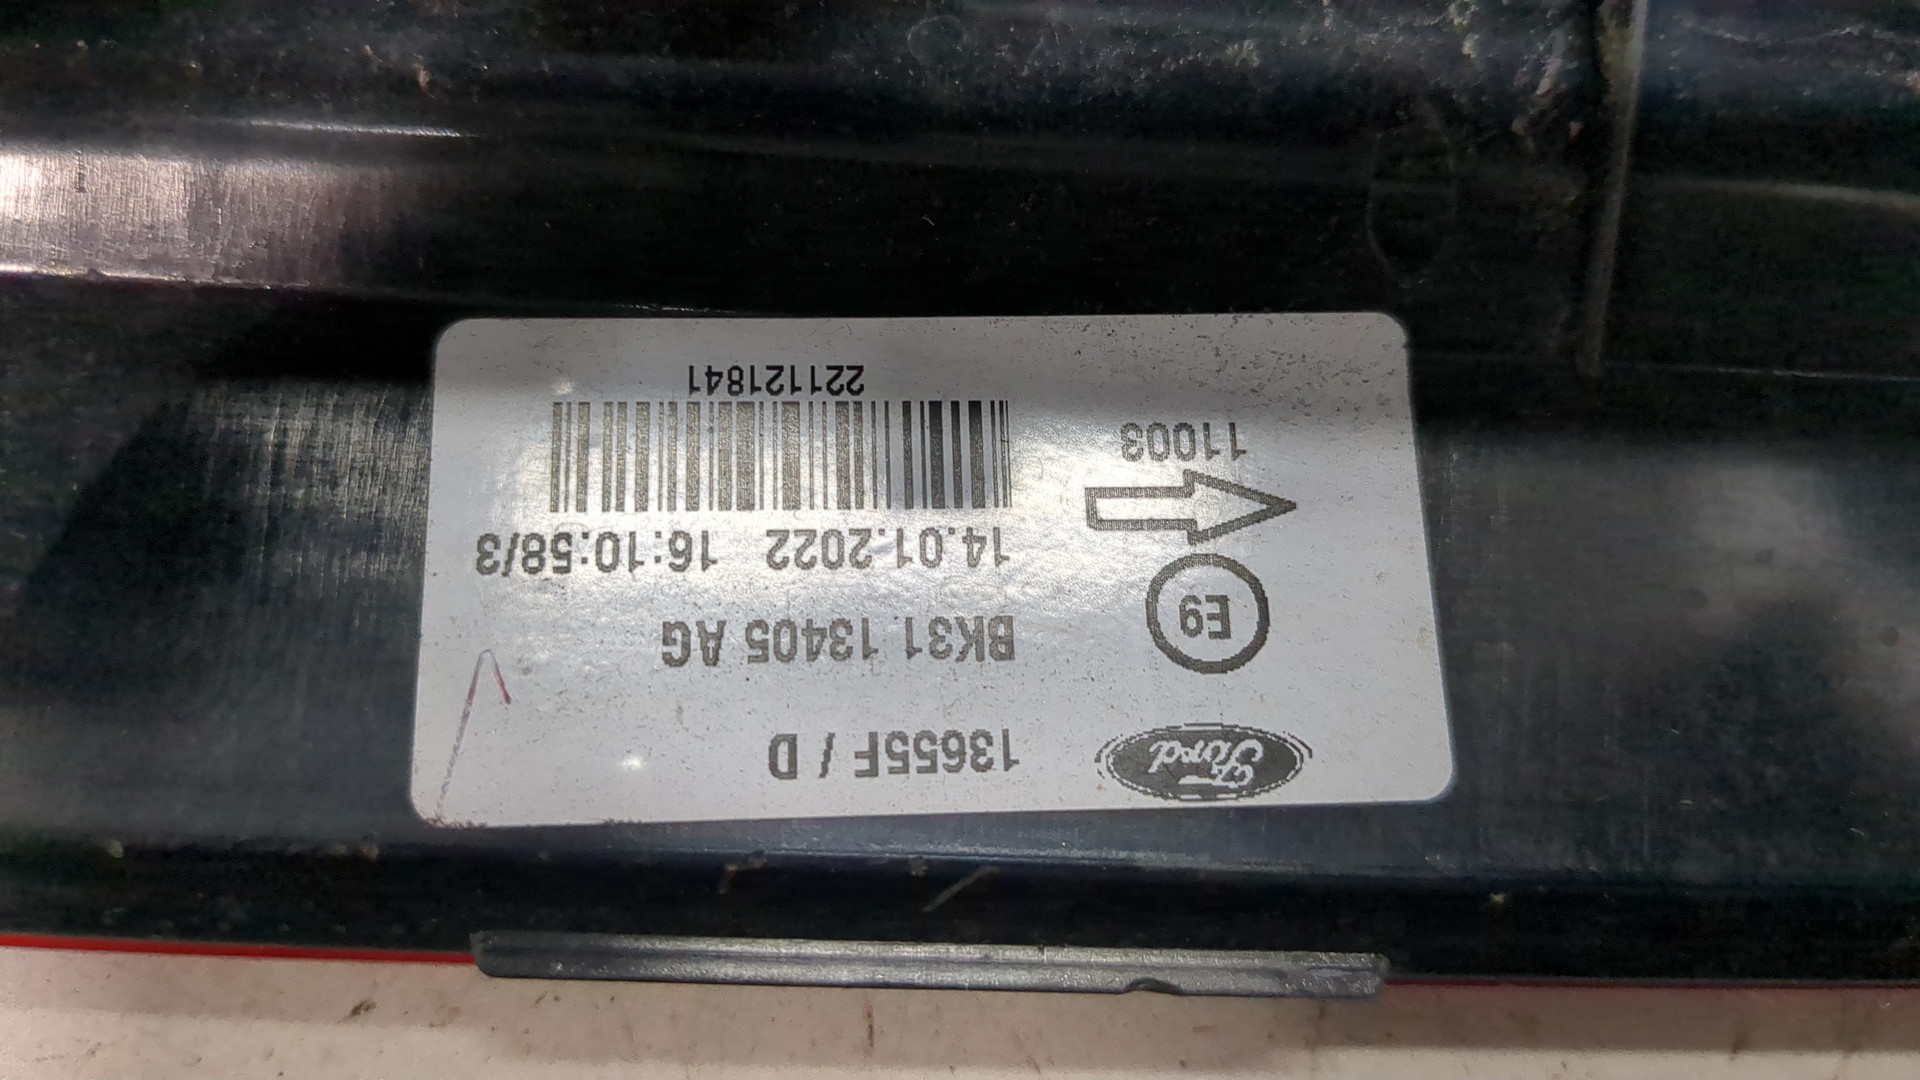 Ford
13655F / D
BK31 13405 AG
E9
14.01.2022 16:10:58/3
11003
221121841